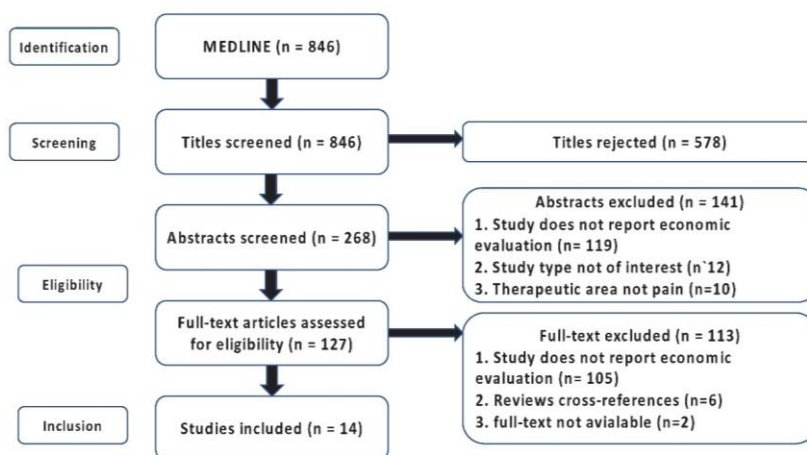 Identification
MEDLINE (n = 846)
Screening
Titles screened (n = 846)
Titles rejected (n = 578)
Abstracts screened (n = 268)
Abstracts excluded (n = 141)
1. Study does not report economic
evaluation (n= 119)
2. Study type not of interest (n`12)
3. Therapeutic area not pain (n=10)
Eligibility
Full-text articles assessed
for eligibility (n = 127)
Full-text excluded (n = 113)
1. Study does not report economic
evaluation (n= 105)
2. Reviews cross-references (n=6)
3. full-text not avialable (n=2)
Inclusion
Studies included (n = 14)